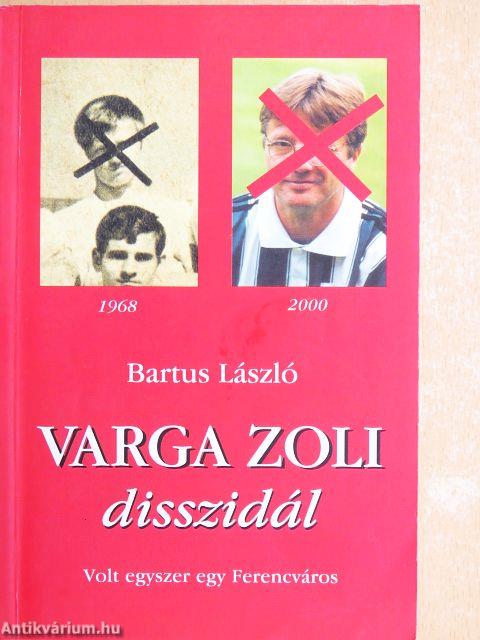 1968
2000
Bartus László
VARGA ZOLI
disszidál
Volt egyszer egy Ferencváros
Antikvárium.hu